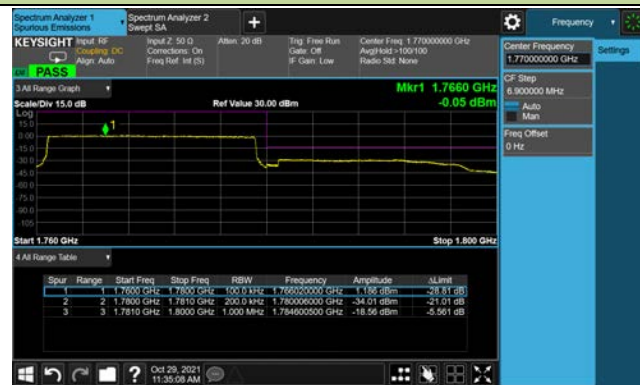 Spectrum Analyzer 1
Spurious Emissions
Spectrum Analyzer 2
Swept SA
Frequency
KEYSIGHT
Input: RF
Coupling: DC
Align: Auto
Input Z: 50 Ω
Corrections: On
Freq Ref: Int (S)
Atten: 20 dB
Trig: Free Run
Gate: Off
IF Gain: Low
Center Freq: 1.770000000 GHz
Avg|Hold:>100/100
Radio Std: None
PASS
Center Frequency
1.770000000 GHz
Settings
CF Step
6.900000 MHz
Auto
Man
Freq Offset
0 Hz
3 All Range Graph
Mkr1 1.7660 GHz
Scale/Div 15.0 dB
Ref Value 30.00 dBm
-0.05 dBm
Log
15.0
0.00
-15.0
-30.0
-45.0
-60.0
-75.0
-90.0
-105
1
Start 1.760 GHz
Stop 1.800 GHz
4 All Range Table
Spur Range Start Freq Stop Freq RBW Frequency Amplitude ΔLimit
1 1 1.7600 GHz 1.7800 GHz 100.0 kHz 1.766020000 GHz 1.186 dBm -28.81 dB
2 2 1.7800 GHz 1.7810 GHz 200.0 kHz 1.780006000 GHz -34.01 dBm -21.01 dB
3 3 1.7810 GHz 1.8000 GHz 1.000 MHz 1.784600500 GHz -18.56 dBm -5.561 dB
Oct 29, 2021
11:35:08 AM